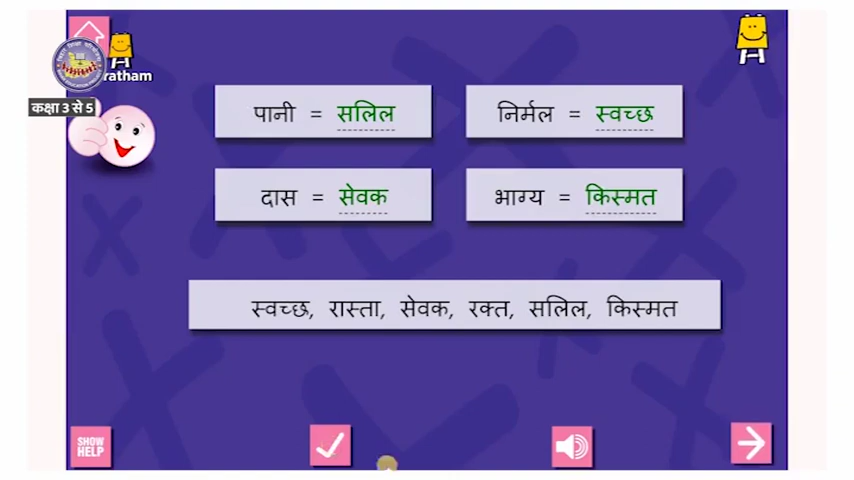 ratham
कक्षा 3 से 5
पानी = सलिल
निर्मल = स्वच्छ
दास = सेवक
भाग्य = किस्मत
स्वच्छ, रास्ता, सेवक, रक्त, सलिल, किस्मत
SHOW
HELP